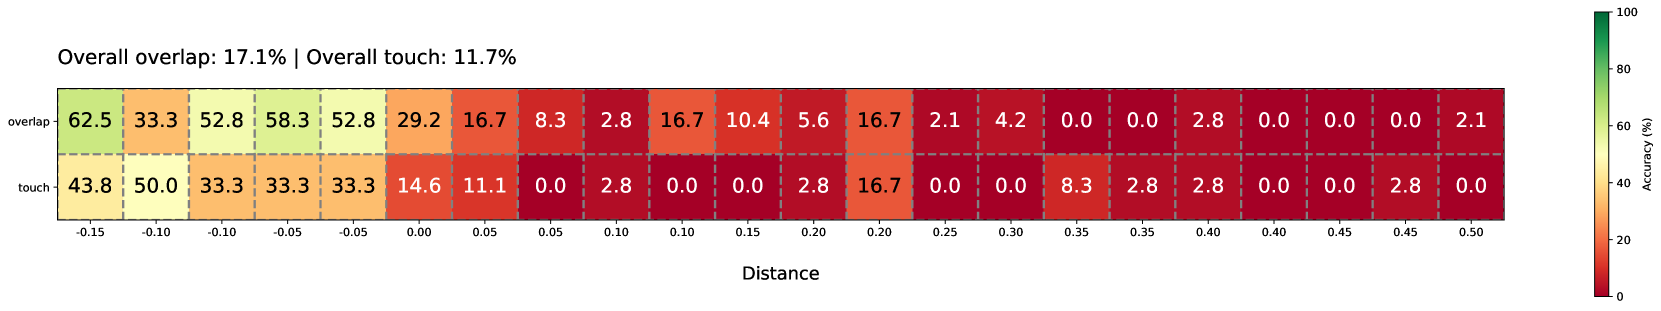 Overall overlap: 17.1% | Overall touch: 11.7%
overlap 62.5 33.3 52.8 58.3 52.8 29.2 16.7 8.3 2.8 16.7 10.4 5.6 16.7 2.1 4.2 0.0 0.0 2.8 0.0 0.0 0.0 2.1
touch 43.8 50.0 33.3 33.3 33.3 14.6 11.1 0.0 2.8 0.0 0.0 2.8 16.7 0.0 0.0 8.3 2.8 2.8 0.0 0.0 2.8 0.0
-0.15 -0.10 -0.10 -0.05 -0.05 0.00 0.05 0.05 0.10 0.10 0.15 0.20 0.20 0.25 0.30 0.35 0.35 0.40 0.40 0.45 0.45 0.50
Distance
100
80
60
40
20
0
Accuracy (%)